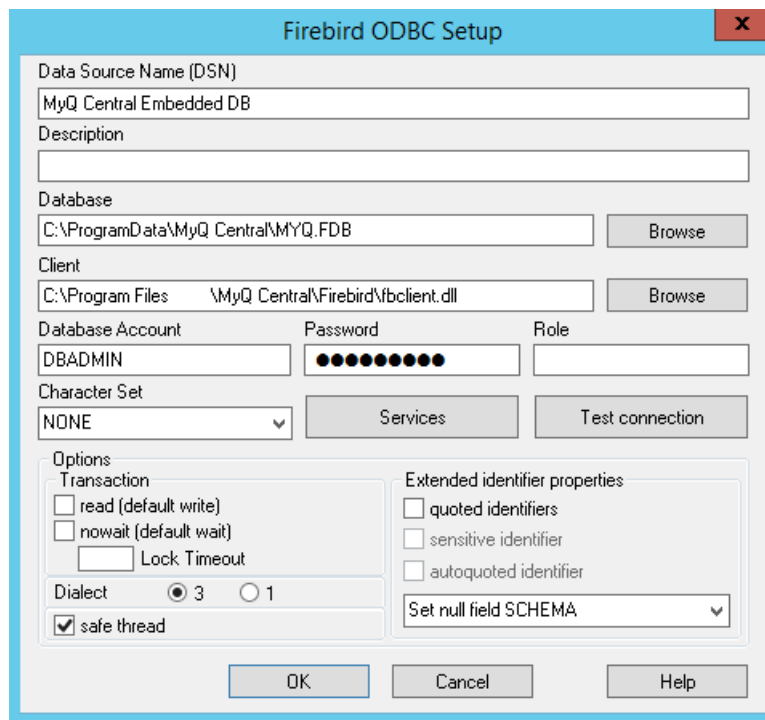 Firebird ODBC Setup
x
Data Source Name (DSN)
MyQ Central Embedded DB
Description
Database
C:\ProgramData\MyQ Central\MYQ.FDB
Browse
Client
C:\Program Files \MyQ Central\Firebird\fbclient.dll
Browse
Database Account Password Role
DBADMIN ●●●●●●●●●
Character Set
NONE Services Test connection
Options
Transaction
read (default write)
nowait (default wait)
Lock Timeout
Dialect 3 1
safe thread
Extended identifier properties
quoted identifiers
sensitive identifier
autoquoted identifier
Set null field SCHEMA
OK Cancel Help